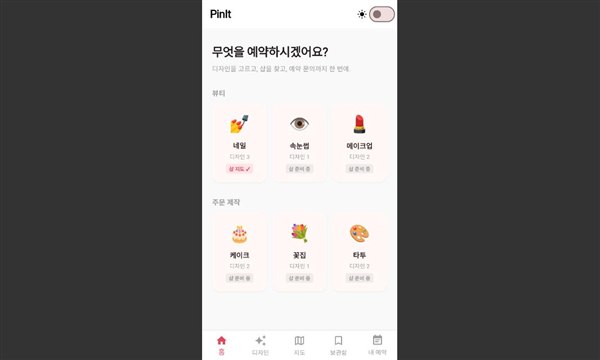 PinIt
무엇을 예약하시겠어요?
디자인을 고르고, 샵을 찾고, 예약 문의까지 한 번에.
뷰티
네일
디자인 3
샵 지도 ✓
속눈썹
디자인 1
샵 준비 중
메이크업
디자인 2
샵 준비 중
주문 제작
케이크
디자인 2
샵 준비 중
꽃집
디자인 1
샵 준비 중
타투
디자인 2
샵 준비 중
홈
디자인
지도
보관함
내 예약